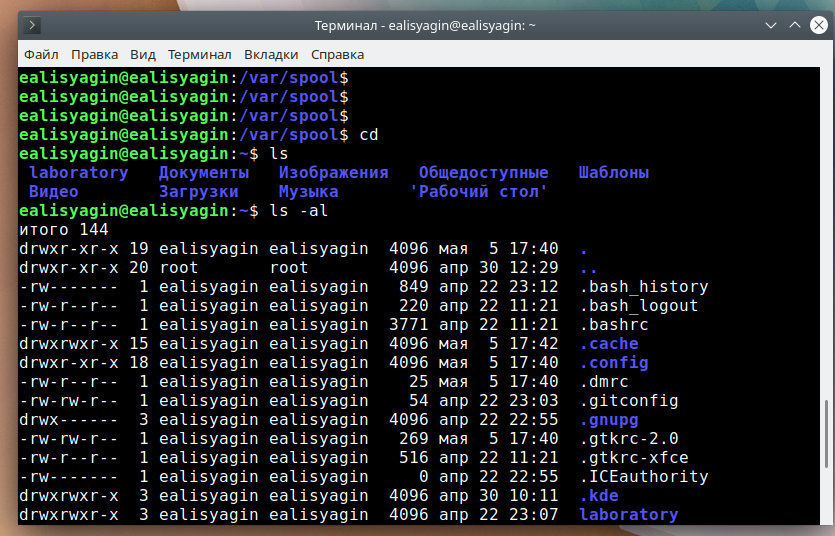 Терминал - ealisyagin@ealisyagin: ~
Файл Правка Вид Терминал Вкладки Справка
ealisyagin@ealisyagin:/var/spool$
ealisyagin@ealisyagin:/var/spool$
ealisyagin@ealisyagin:/var/spool$
ealisyagin@ealisyagin:/var/spool$ cd
ealisyagin@ealisyagin:~$ ls
laboratory Документы Изображения Общедоступные Шаблоны
Видео Загрузки Музыка 'Рабочий стол'
ealisyagin@ealisyagin:~$ ls -al
итого 144
drwxr-xr-x 19 ealisyagin ealisyagin 4096 мая 5 17:40 .
drwxr-xr-x 20 root root 4096 апр 30 12:29 ..
-rw------- 1 ealisyagin ealisyagin 849 апр 22 23:12 .bash_history
-rw-r--r-- 1 ealisyagin ealisyagin 220 апр 22 11:21 .bash_logout
-rw-r--r-- 1 ealisyagin ealisyagin 3771 апр 22 11:21 .bashrc
drwxrwxr-x 15 ealisyagin ealisyagin 4096 мая 5 17:42 .cache
drwxr-xr-x 18 ealisyagin ealisyagin 4096 мая 5 17:40 .config
-rw-r--r-- 1 ealisyagin ealisyagin 25 мая 5 17:40 .dmrc
-rw-rw-r-- 1 ealisyagin ealisyagin 54 апр 22 23:03 .gitconfig
drwx------ 3 ealisyagin ealisyagin 4096 апр 22 22:55 .gnupg
-rw-rw-r-- 1 ealisyagin ealisyagin 269 мая 5 17:40 .gtkrc-2.0
-rw-r--r-- 1 ealisyagin ealisyagin 516 апр 22 11:21 .gtkrc-xfce
-rw------- 1 ealisyagin ealisyagin 0 апр 22 22:55 .ICEauthority
drwxrwxr-x 3 ealisyagin ealisyagin 4096 апр 30 10:11 .kde
drwxrwxr-x 3 ealisyagin ealisyagin 4096 апр 22 23:07 laboratory